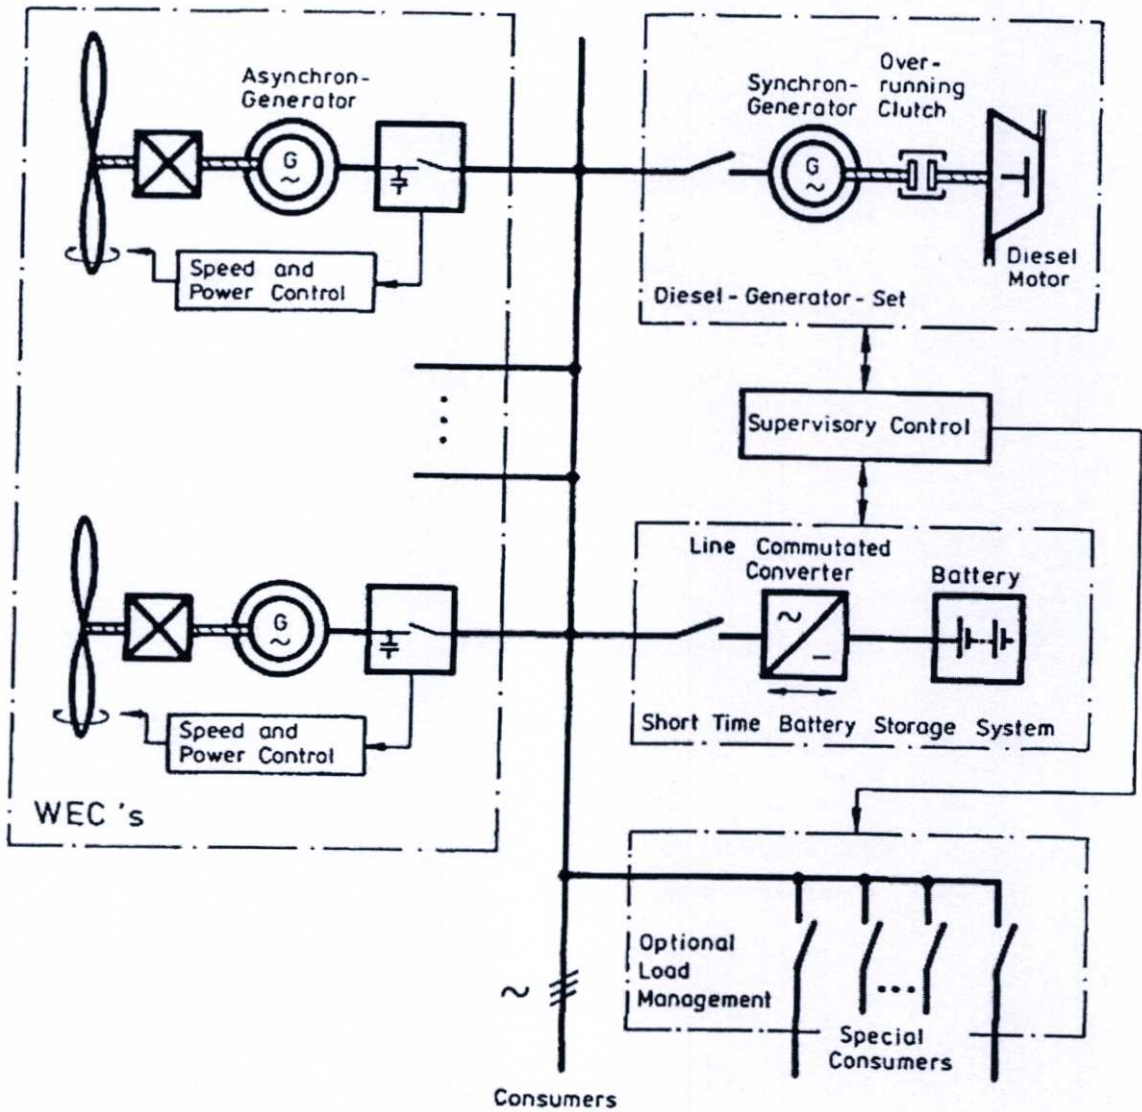 Asynchron-
Generator
G
~
Speed and
Power Control
Synchron-
Generator
Over-
running
Clutch
G
~
Diesel
Motor
Diesel-Generator-Set
Supervisory Control
Line Commutated
Converter
Battery
~
–
Short Time Battery Storage System
G
~
Speed and
Power Control
WEC's
Optional
Load
Management
Special
Consumers
~
Consumers